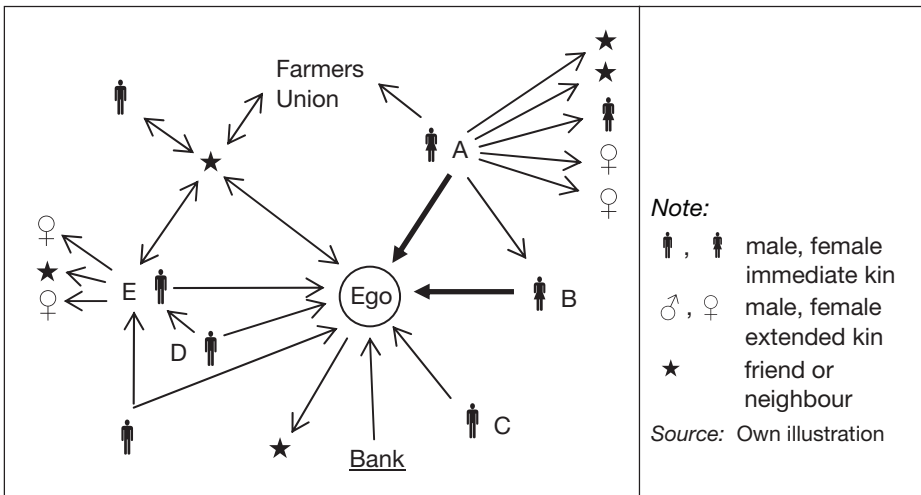 Farmers
Union
A
E
Ego
B
D
C
Bank
Note:
, male, female
immediate kin
, male, female
extended kin
friend or
neighbour
Source: Own illustration